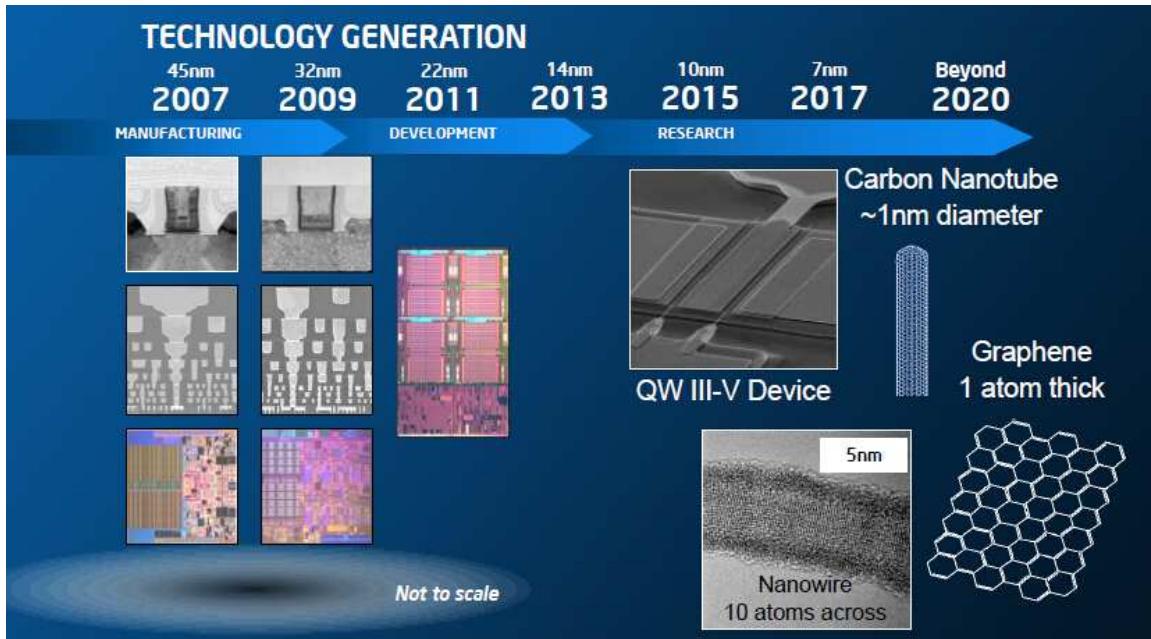 TECHNOLOGY GENERATION
45nm 32nm 22nm 14nm 10nm 7nm Beyond
2007 2009 2011 2013 2015 2017 2020
MANUFACTURING DEVELOPMENT RESEARCH
Carbon Nanotube
~1nm diameter
QW III-V Device
Graphene
1 atom thick
5nm
Nanowire
10 atoms across
Not to scale